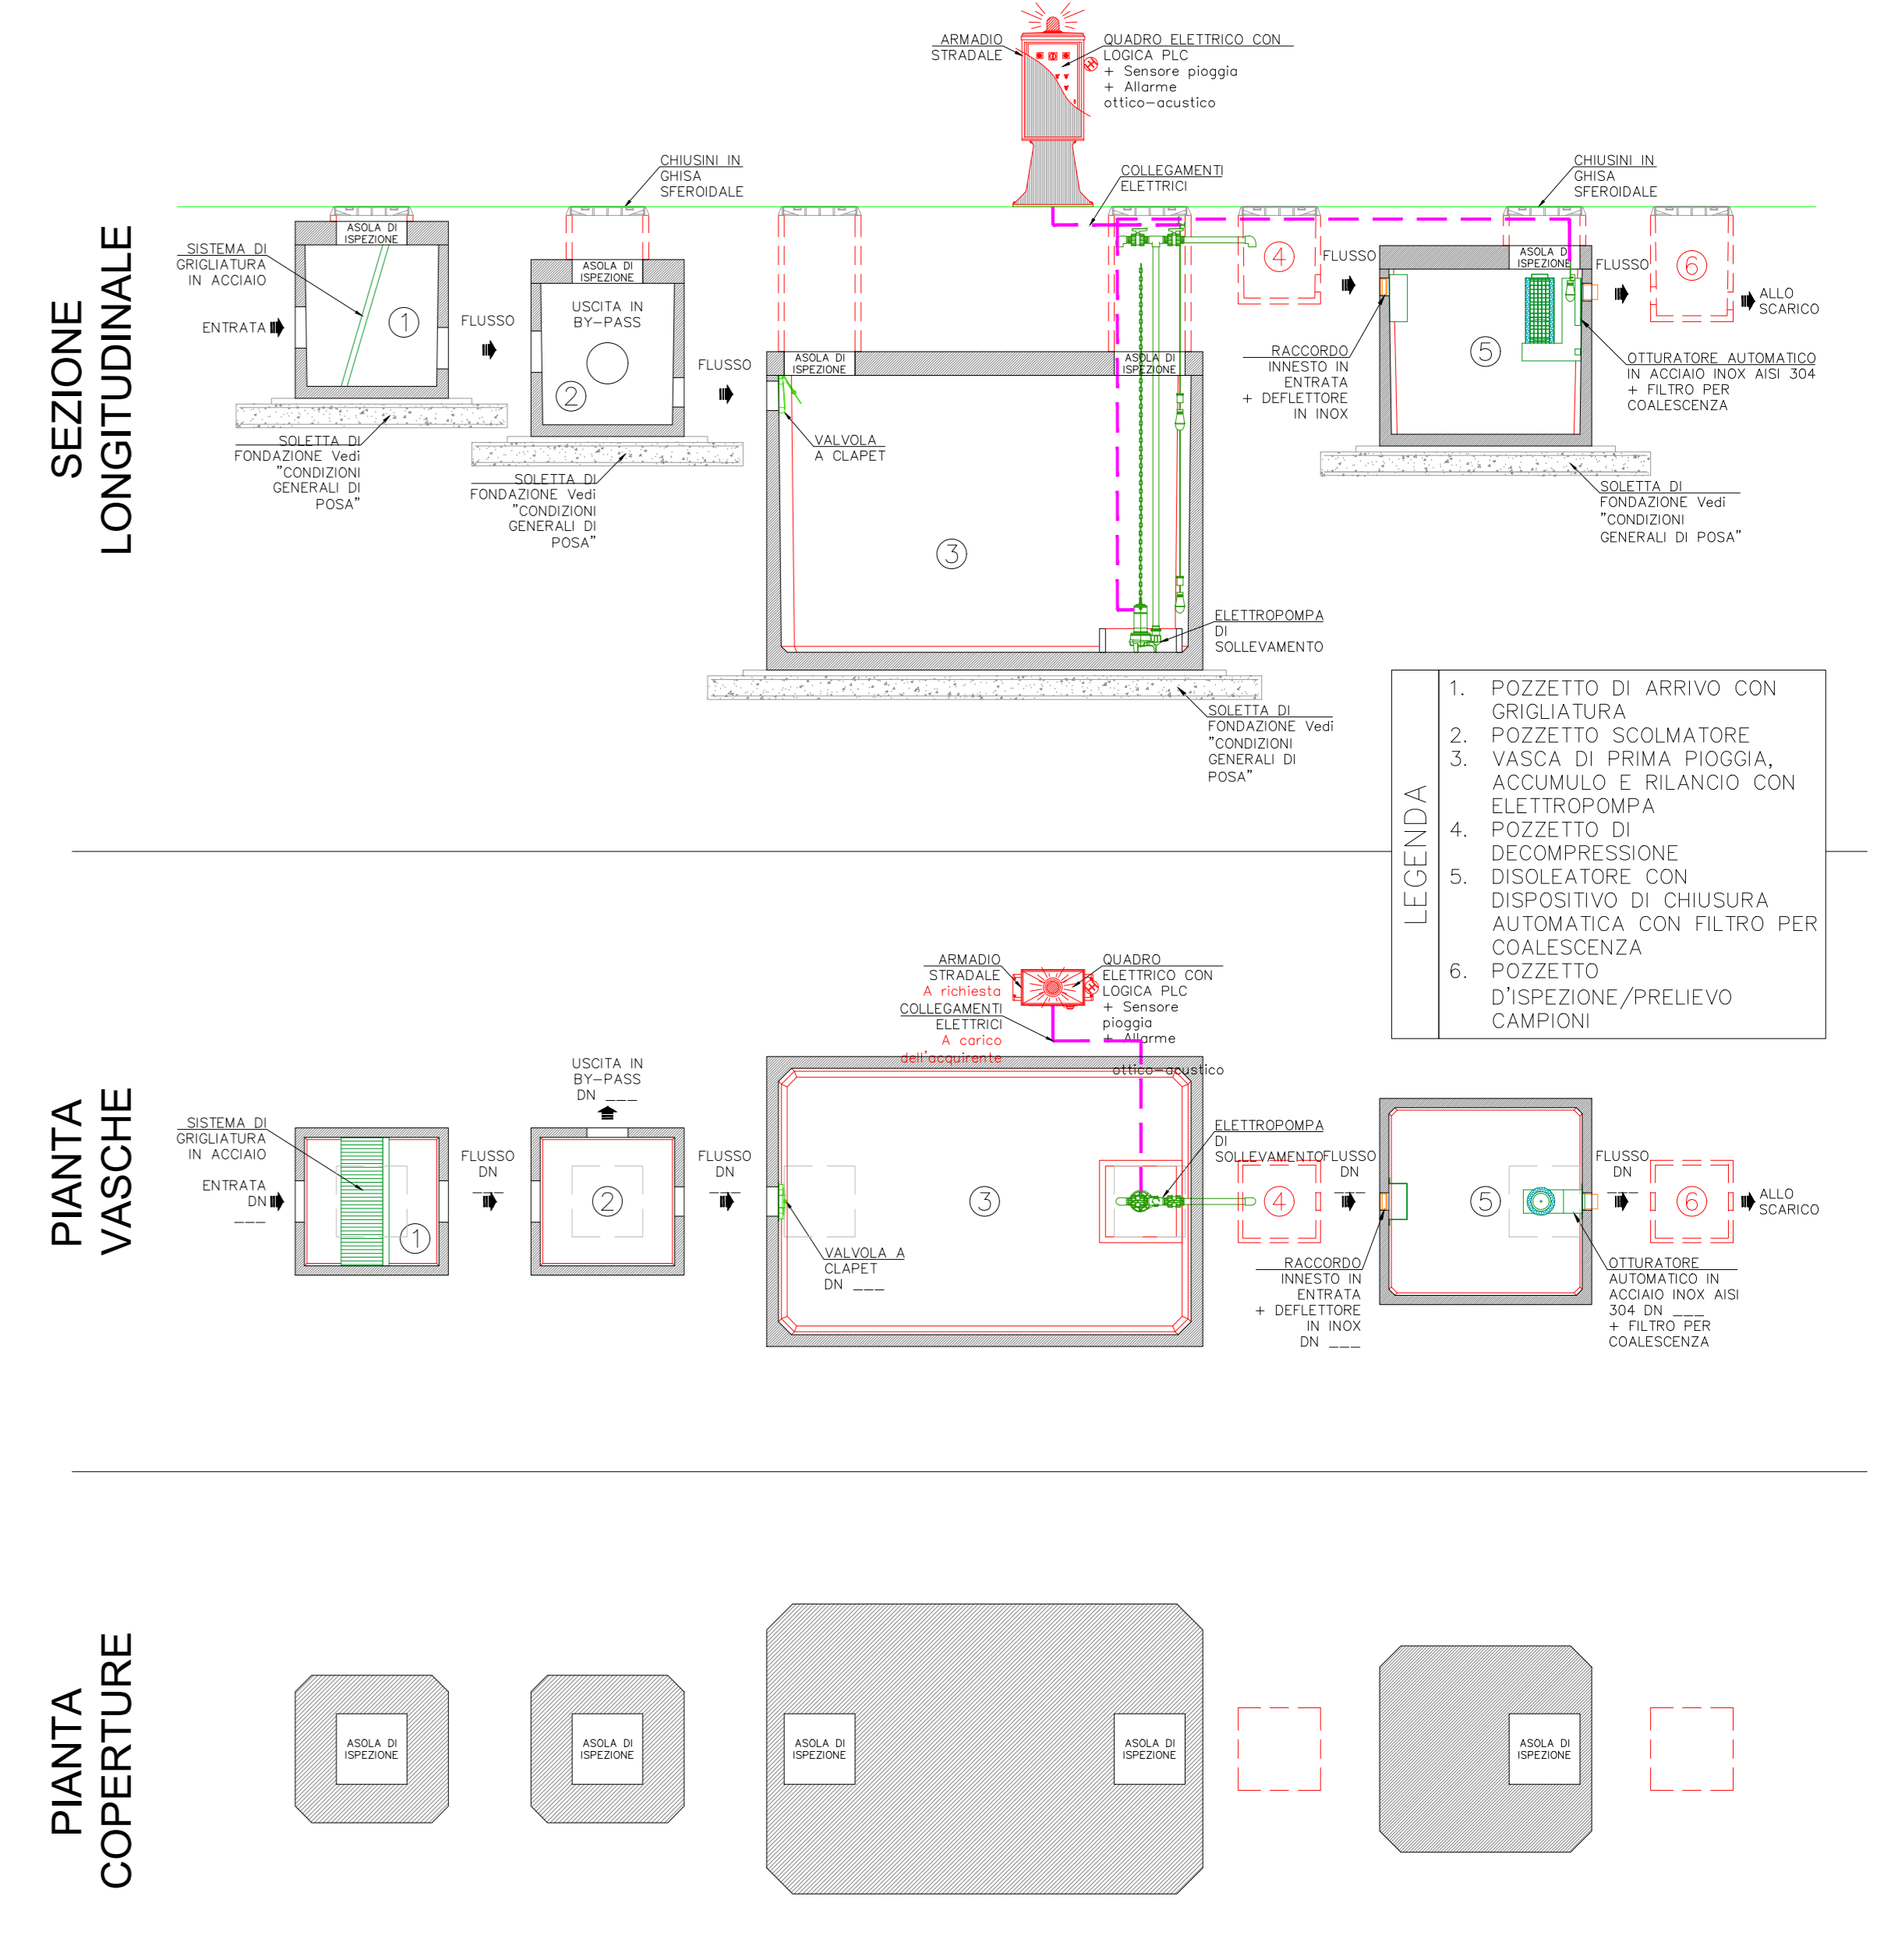 SEZIONE
LONGITUDINALE
ARMADIO
STRADALE
QUADRO ELETTRICO CON
LOGICA PLC
+ Sensore pioggia
+ Allarme
ottico-acustico
CHIUSINI IN
GHISA
SFEROIDALE
COLLEGAMENTI
ELETTRICI
CHIUSINI IN
GHISA
SFEROIDALE
SISTEMA DI
GRIGLIATURA
IN ACCIAIO
ASOLA DI
ISPEZIONE
ENTRATA
1
FLUSSO
ASOLA DI
ISPEZIONE
USCITA IN
BY-PASS
2
FLUSSO
ASOLA DI
ISPEZIONE
ASOLA DI
ISPEZIONE
VALVOLA
A CLAPET
3
4
FLUSSO
ASOLA DI
ISPEZIONE
FLUSSO
6
ALLO
SCARICO
5
RACCORDO
INNESTO IN
ENTRATA
+ DEFLETTORE
IN INOX
OTTURATORE AUTOMATICO
IN ACCIAIO INOX AISI 304
+ FILTRO PER
COALESCENZA
SOLETTA DI
FONDAZIONE Vedi
"CONDIZIONI
GENERALI DI
POSA"
SOLETTA DI
FONDAZIONE Vedi
"CONDIZIONI
GENERALI DI
POSA"
SOLETTA DI
FONDAZIONE Vedi
"CONDIZIONI
GENERALI DI POSA"
ELETTROPOMPA
DI
SOLLEVAMENTO
SOLETTA DI
FONDAZIONE Vedi
"CONDIZIONI
GENERALI DI
POSA"
LEGENDA
1. POZZETTO DI ARRIVO CON
GRIGLIATURA
2. POZZETTO SCOLMATORE
3. VASCA DI PRIMA PIOGGIA,
ACCUMULO E RILANCIO CON
ELETTROPOMPA
4. POZZETTO DI
DECOMPRESSIONE
5. DISOLEATORE CON
DISPOSITIVO DI CHIUSURA
AUTOMATICA CON FILTRO PER
COALESCENZA
6. POZZETTO
D'ISPEZIONE/PRELIEVO
CAMPIONI
PIANTA
VASCHE
ARMADIO
STRADALE
A richiesta
COLLEGAMENTI
ELETTRICI
A carico
dell'acquirente
QUADRO
ELETTRICO CON
LOGICA PLC
+ Sensore
pioggia
+ Allarme
ottico-acustico
SISTEMA DI
GRIGLIATURA
IN ACCIAIO
ENTRATA
DN ___
1
FLUSSO
DN
___
USCITA IN
BY-PASS
DN ___
2
FLUSSO
DN
___
VALVOLA A
CLAPET
DN ___
3
ELETTROPOMPA
DI
SOLLEVAMENTO
4
FLUSSO
DN
___
RACCORDO
INNESTO IN
ENTRATA
+ DEFLETTORE
IN INOX
DN ___
5
FLUSSO
DN
___
OTTURATORE
AUTOMATICO IN
ACCIAIO INOX AISI
304 DN ___
+ FILTRO PER
COALESCENZA
6
ALLO
SCARICO
PIANTA
COPERTURE
ASOLA DI
ISPEZIONE
ASOLA DI
ISPEZIONE
ASOLA DI
ISPEZIONE
ASOLA DI
ISPEZIONE
ASOLA DI
ISPEZIONE